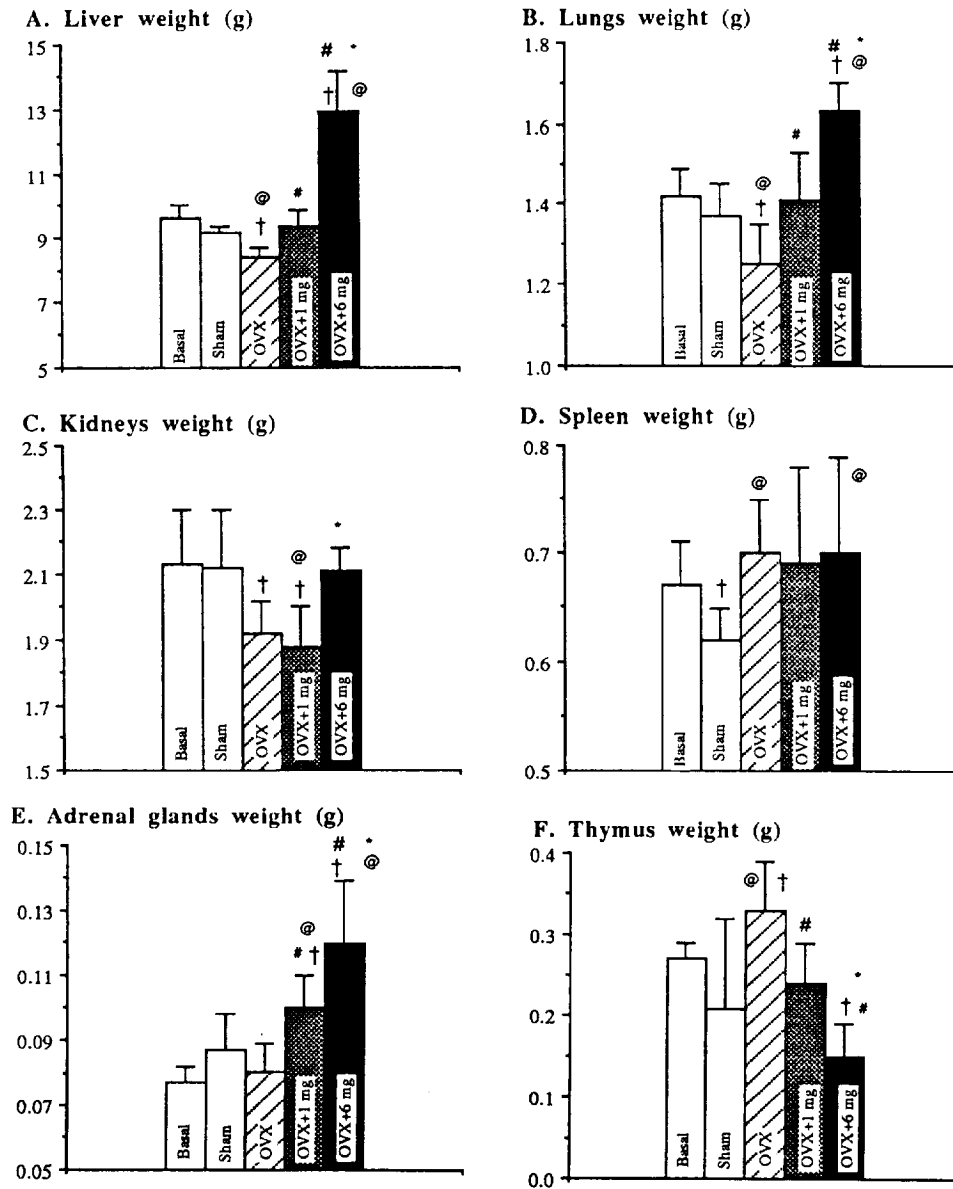 A. Liver weight (g)
15
13
11
9
7
5
# *
† @
@
†
#
Basal
Sham
OVX
OVX+1 mg
OVX+6 mg
B. Lungs weight (g)
1.8
1.6
1.4
1.2
1.0
# *
† @
#
@
†
Basal
Sham
OVX
OVX+1 mg
OVX+6 mg
C. Kidneys weight (g)
2.5
2.3
2.1
1.9
1.7
1.5
†
@
†
*
Basal
Sham
OVX
OVX+1 mg
OVX+6 mg
D. Spleen weight (g)
0.8
0.7
0.6
0.5
†
@
@
Basal
Sham
OVX
OVX+1 mg
OVX+6 mg
E. Adrenal glands weight (g)
0.15
0.13
0.11
0.09
0.07
0.05
# *
† @
@
# †
Basal
Sham
OVX
OVX+1 mg
OVX+6 mg
F. Thymus weight (g)
0.4
0.3
0.2
0.1
0.0
@ †
#
*
† #
Basal
Sham
OVX
OVX+1 mg
OVX+6 mg